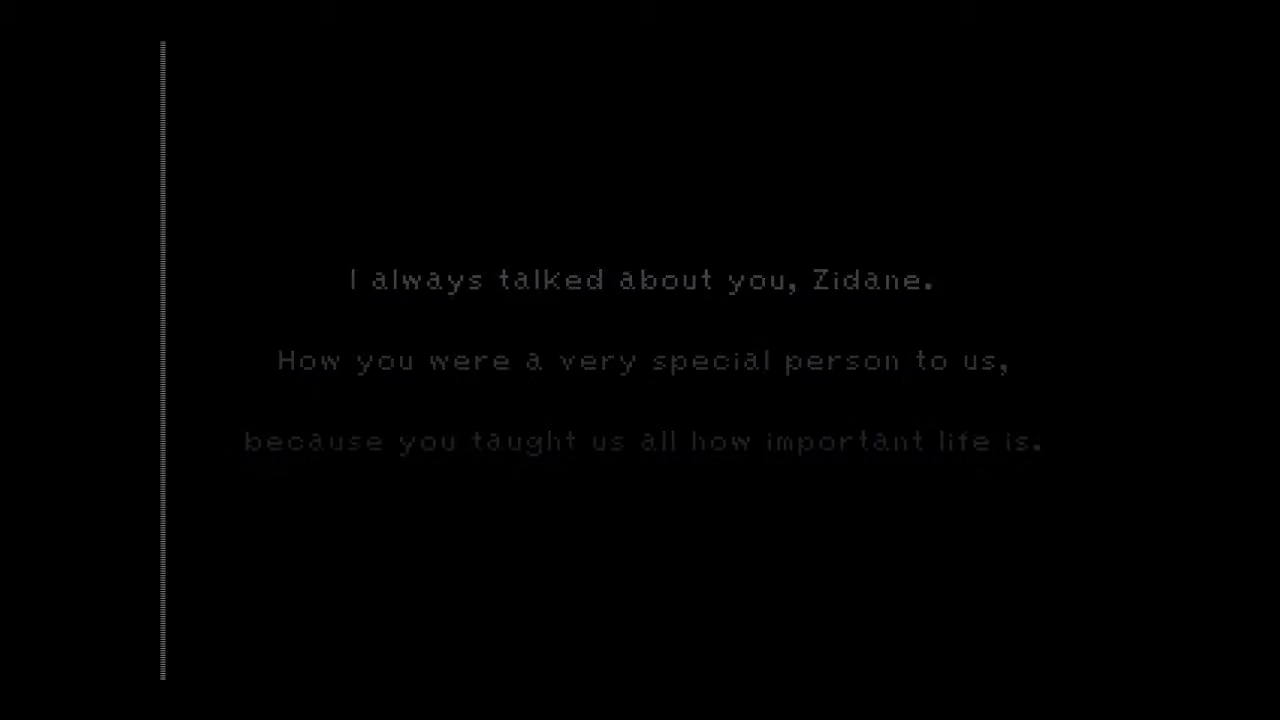 I always talked about you, Zidane.
How you were a very special person to us,
because you taught us all how important life is.